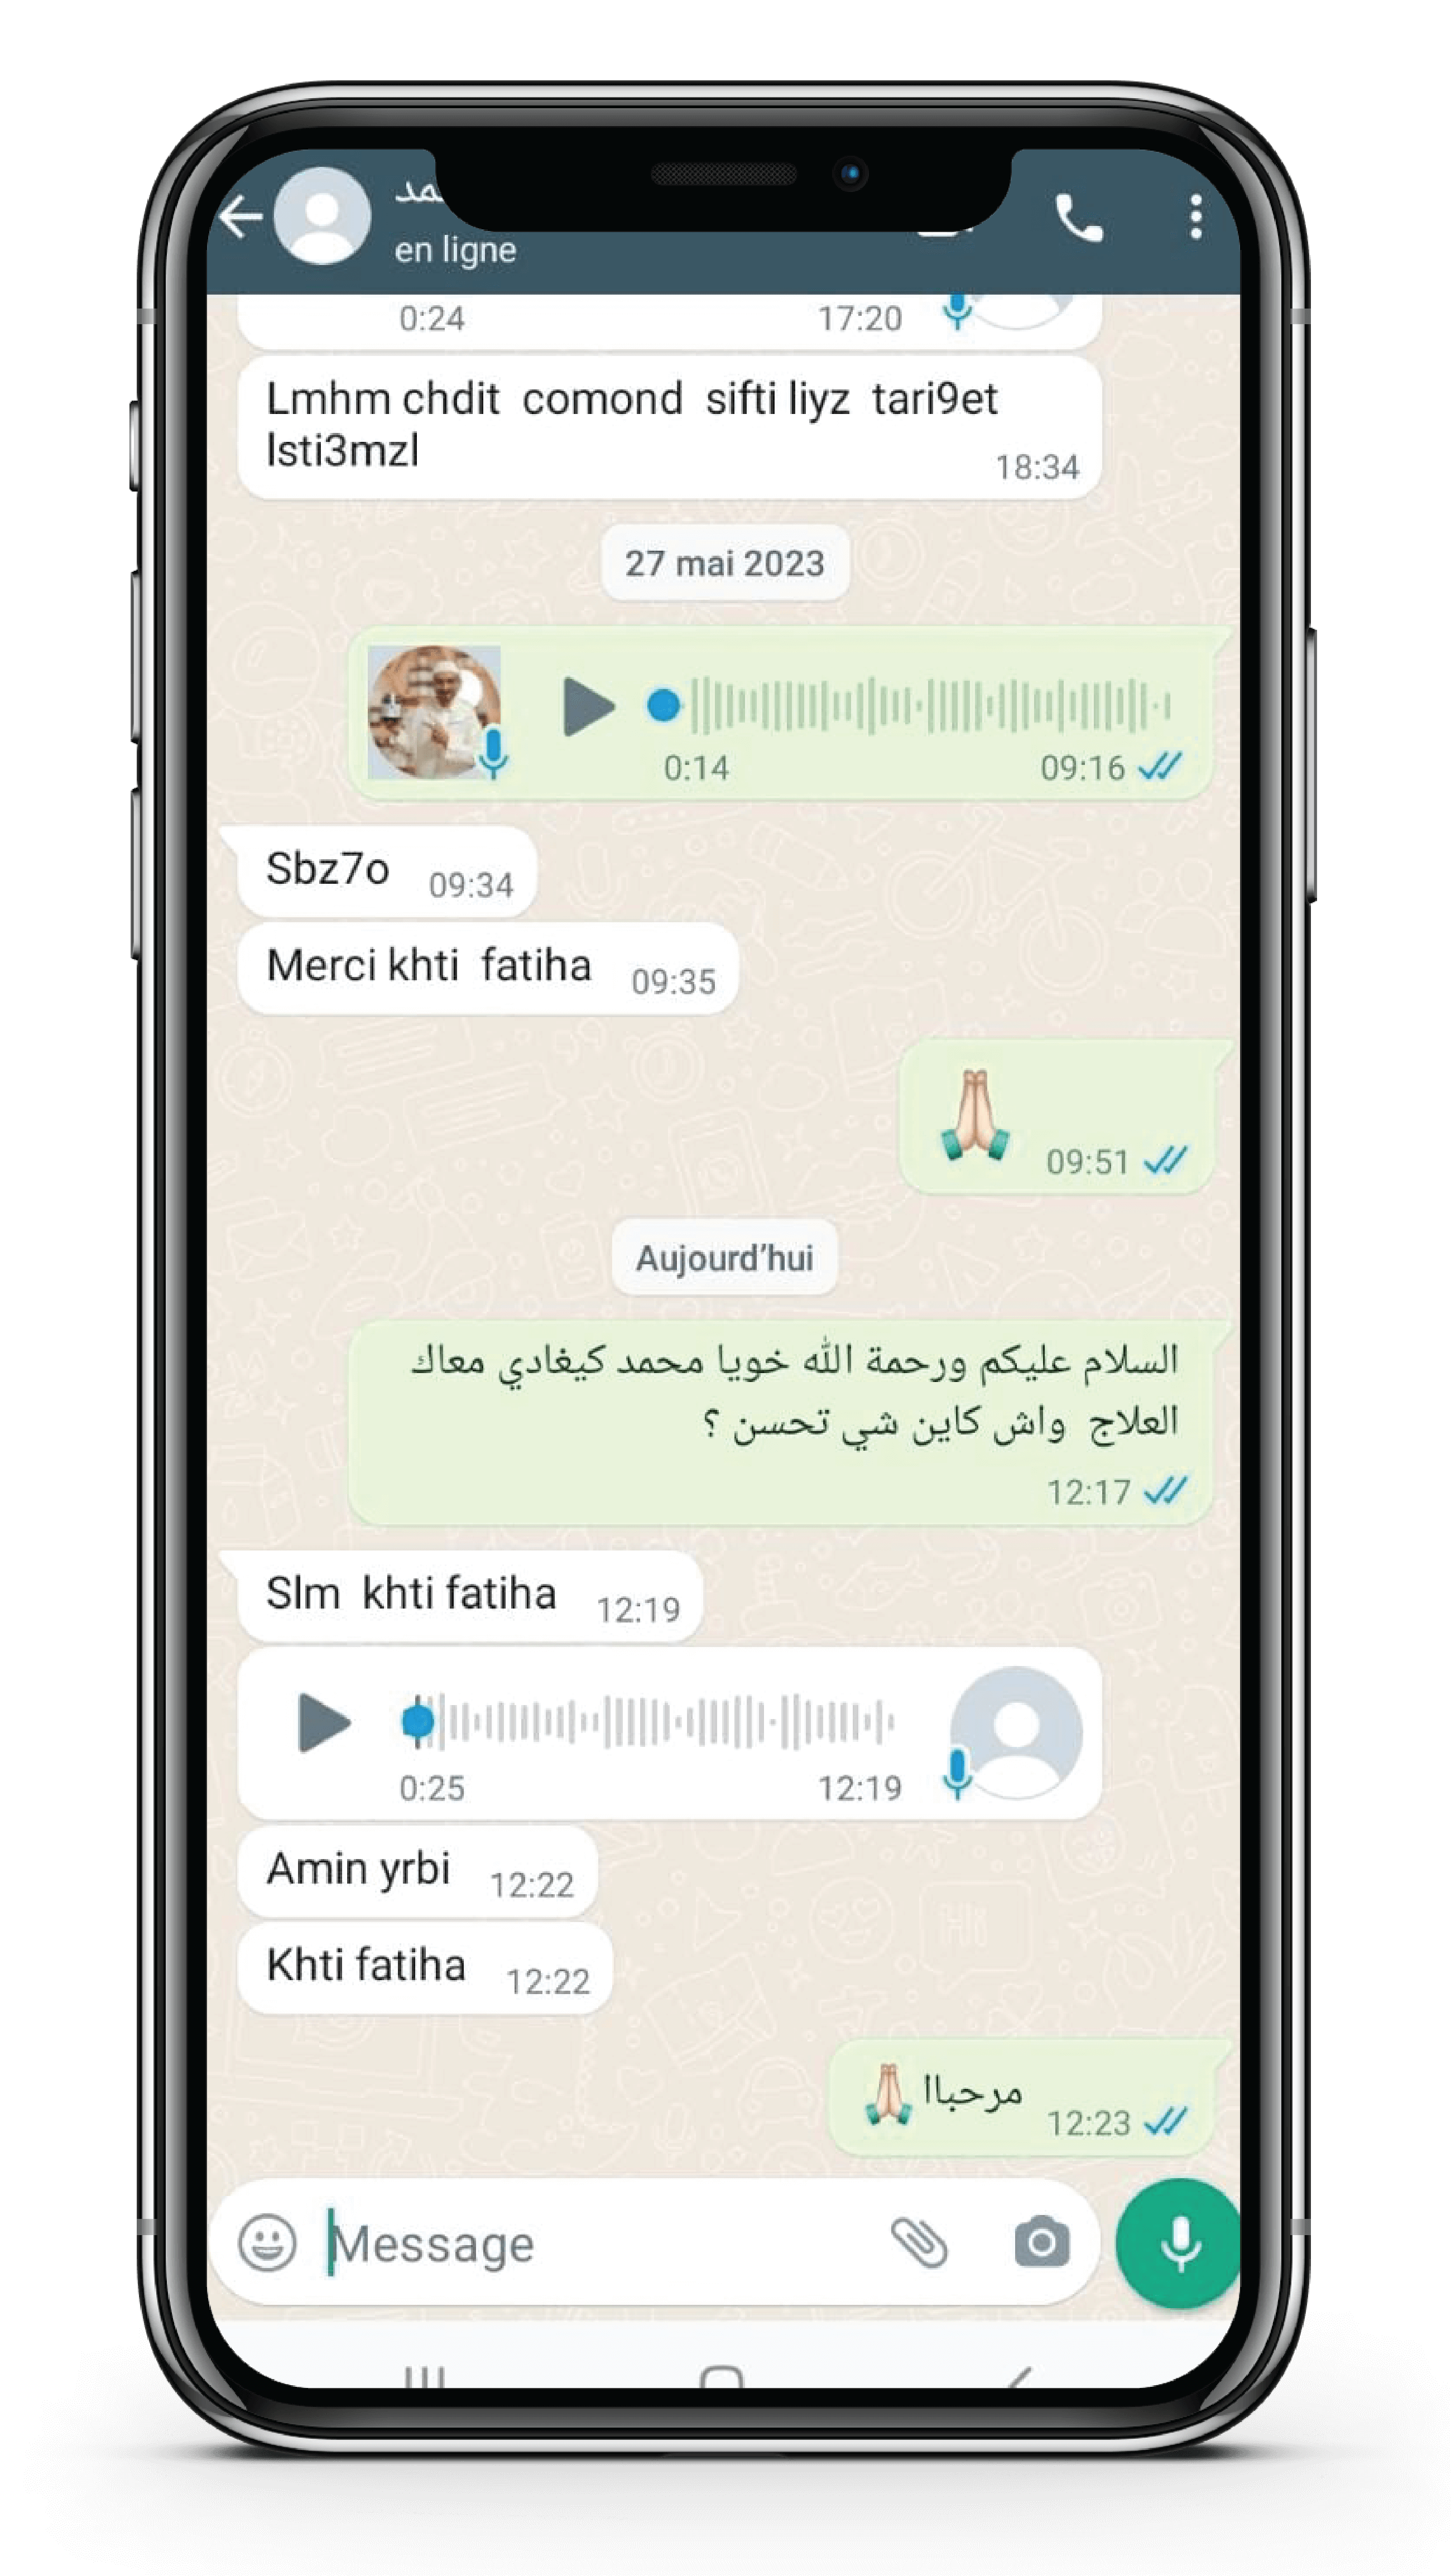 en ligne
0:24
17:20
Lmhm chdit comond sifti liyz tari9et
lsti3mzl
18:34
27 mai 2023
0:14
09:16
Sbz7o
09:34
Merci khti fatiha
09:35
09:51
Aujourd’hui
السلام عليكم ورحمة الله خويا محمد كيغادي معاك
العلاج واش كاين شي تحسن ؟
12:17
Slm khti fatiha
12:19
0:25
12:19
Amin yrbi
12:22
Khti fatiha
12:22
مرحباا🙏🏻
12:23
Message